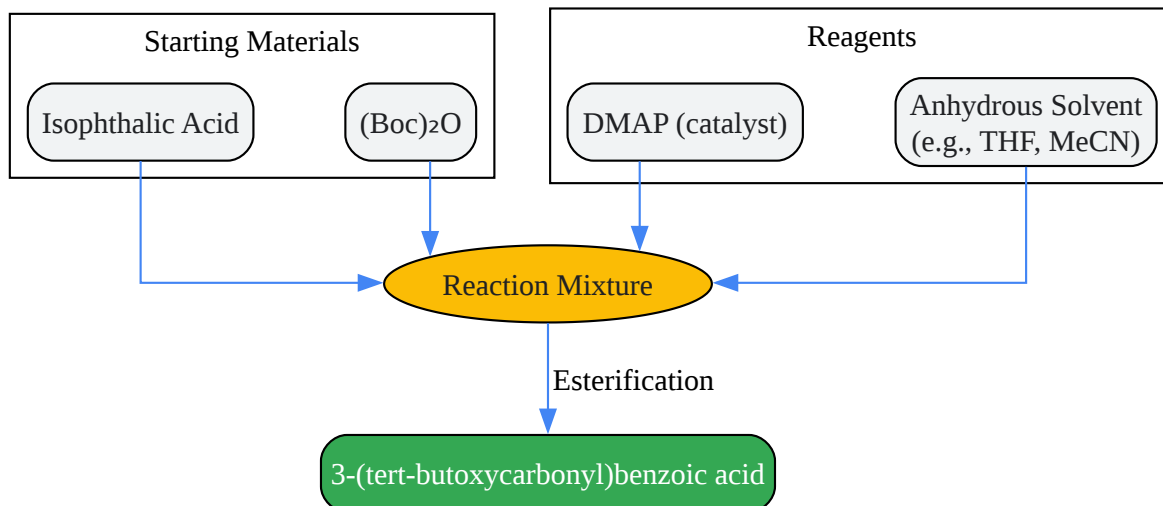 Starting Materials
Reagents
Isophthalic Acid
(Boc)₂O
DMAP (catalyst)
Anhydrous Solvent
(e.g., THF, MeCN)
Reaction Mixture
Esterification
3-(tert-butoxycarbonyl)benzoic acid